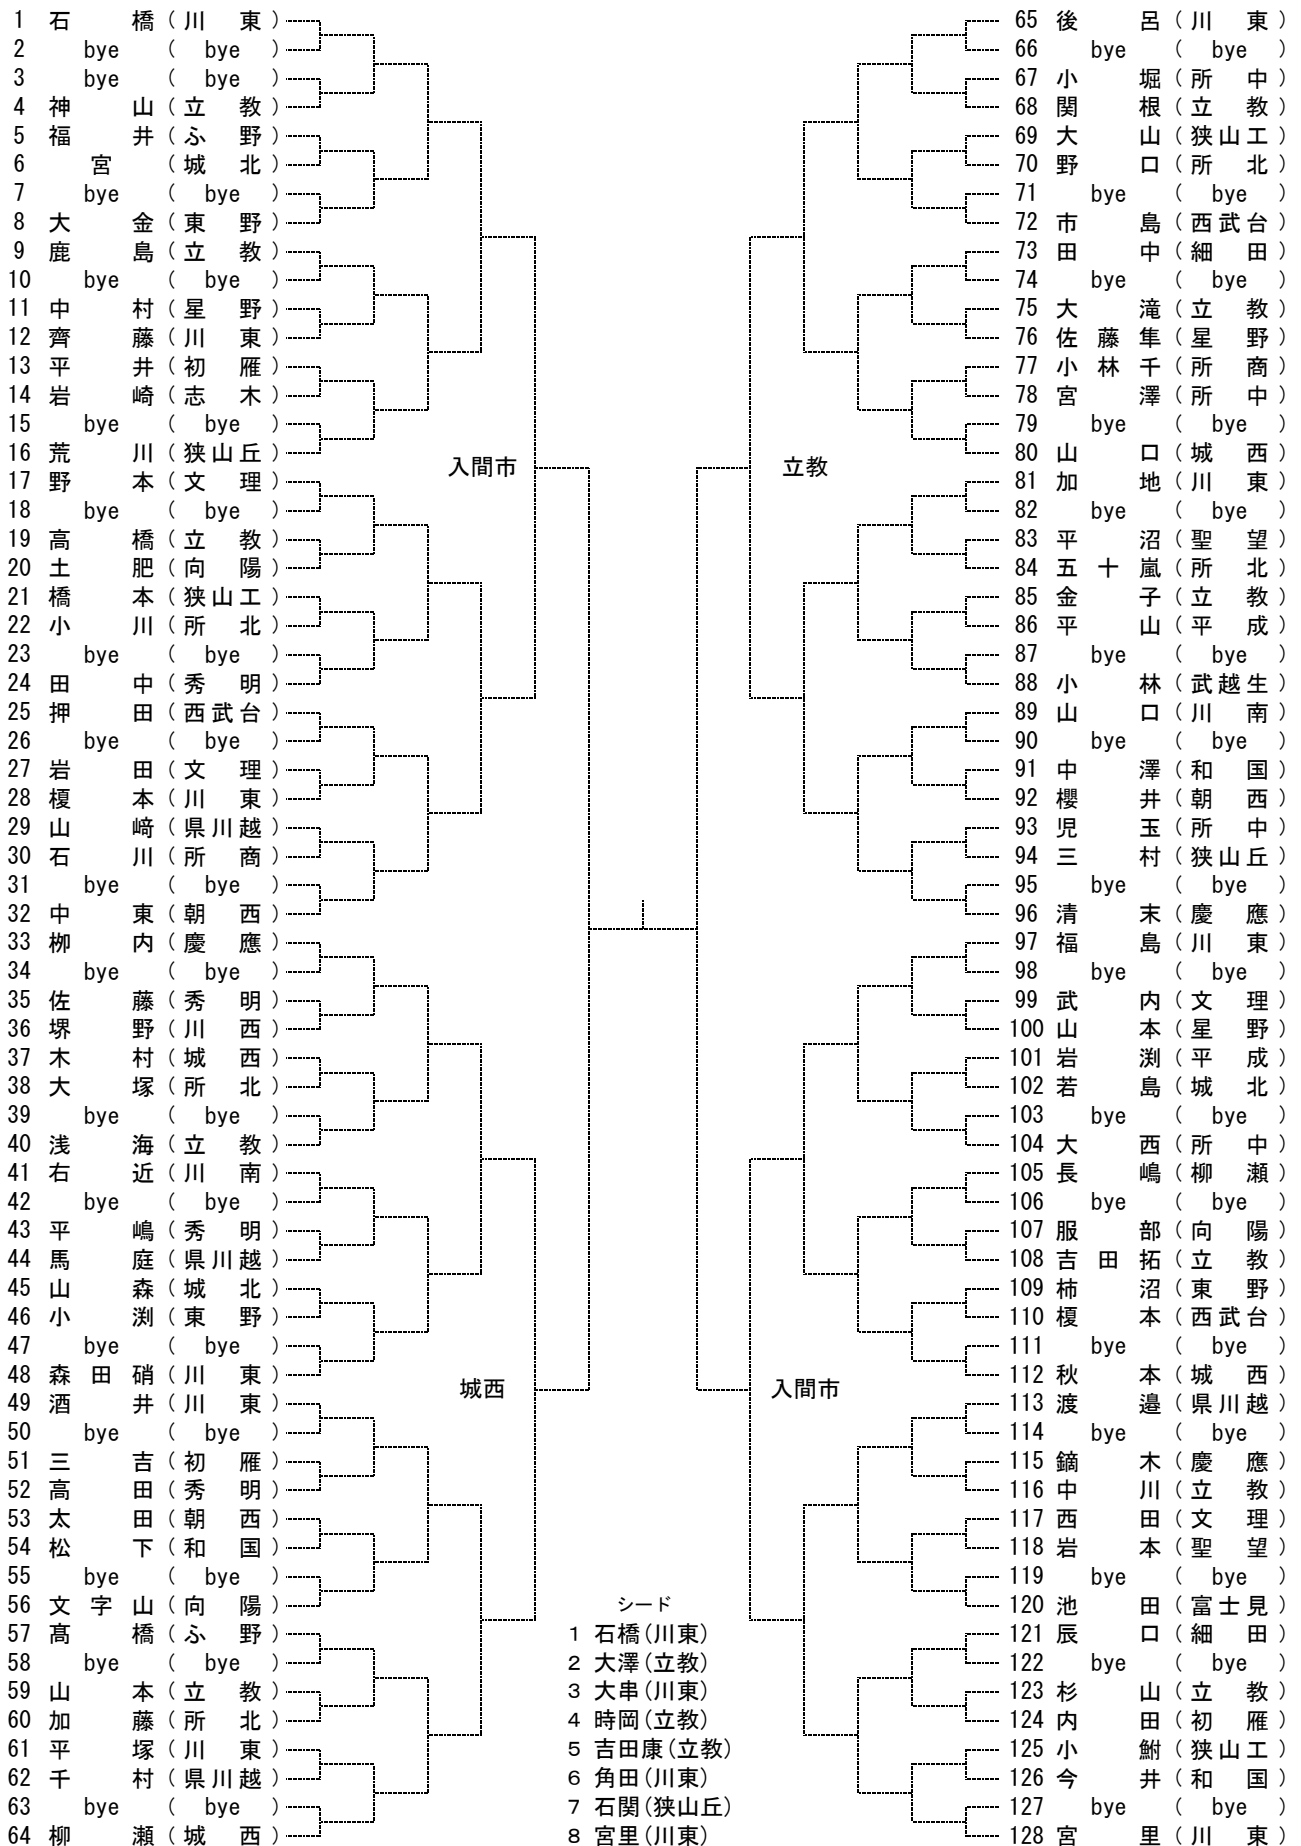 1 石橋(川東)
2 bye(bye)
3 bye(bye)
4 神山(立教)
5 福井(ふ野)
6 宮(城北)
7 bye(bye)
8 大金(東野)
9 鹿島(立教)
10 bye(bye)
11 中村(星野)
12 齊藤(川東)
13 平井(初雁)
14 岩崎(志木)
15 bye(bye)
16 荒川(狭山丘)
17 野本(文理)
18 bye(bye)
19 高橋(立教)
20 土肥(向陽)
21 橋本(狭山工)
22 小川(所北)
23 bye(bye)
24 田中(秀明)
25 押田(西武台)
26 bye(bye)
27 岩田(文理)
28 榎本(川東)
29 山﨑(県川越)
30 石川(所商)
31 bye(bye)
32 中東(朝西)
33 栁内(慶應)
34 bye(bye)
35 佐藤(秀明)
36 堺野(川西)
37 木村(城西)
38 大塚(所北)
39 bye(bye)
40 浅海(立教)
41 右近(川南)
42 bye(bye)
43 平嶋(秀明)
44 馬庭(県川越)
45 山森(城北)
46 小渕(東野)
47 bye(bye)
48 森田硝(川東)
49 酒井(川東)
50 bye(bye)
51 三吉(初雁)
52 高田(秀明)
53 太田(朝西)
54 松下(和国)
55 bye(bye)
56 文字山(向陽)
57 髙橋(ふ野)
58 bye(bye)
59 山本(立教)
60 加藤(所北)
61 平塚(川東)
62 千村(県川越)
63 bye(bye)
64 柳瀬(城西)
入間市
城西
立教
入間市
シード
1 石橋(川東)
2 大澤(立教)
3 大串(川東)
4 時岡(立教)
5 吉田康(立教)
6 角田(川東)
7 石関(狭山丘)
8 宮里(川東)
65 後呂(川東)
66 bye(bye)
67 小堀(所中)
68 関根(立教)
69 大山(狭山工)
70 野口(所北)
71 bye(bye)
72 市島(西武台)
73 田中(細田)
74 bye(bye)
75 大滝(立教)
76 佐藤隼(星野)
77 小林千(所商)
78 宮澤(所中)
79 bye(bye)
80 山口(城西)
81 加地(川東)
82 bye(bye)
83 平沼(聖望)
84 五十嵐(所北)
85 金子(立教)
86 平山(平成)
87 bye(bye)
88 小林(武越生)
89 山口(川南)
90 bye(bye)
91 中澤(和国)
92 櫻井(朝西)
93 児玉(所中)
94 三村(狭山丘)
95 bye(bye)
96 清末(慶應)
97 福島(川東)
98 bye(bye)
99 武内(文理)
100 山本(星野)
101 岩渕(平成)
102 若島(城北)
103 bye(bye)
104 大西(所中)
105 長嶋(柳瀬)
106 bye(bye)
107 服部(向陽)
108 吉田拓(立教)
109 柿沼(東野)
110 榎本(西武台)
111 bye(bye)
112 秋本(城西)
113 渡邉(県川越)
114 bye(bye)
115 鏑木(慶應)
116 中川(立教)
117 西田(文理)
118 岩本(聖望)
119 bye(bye)
120 池田(富士見)
121 辰口(細田)
122 bye(bye)
123 杉山(立教)
124 内田(初雁)
125 小鮒(狭山工)
126 今井(和国)
127 bye(bye)
128 宮里(川東)